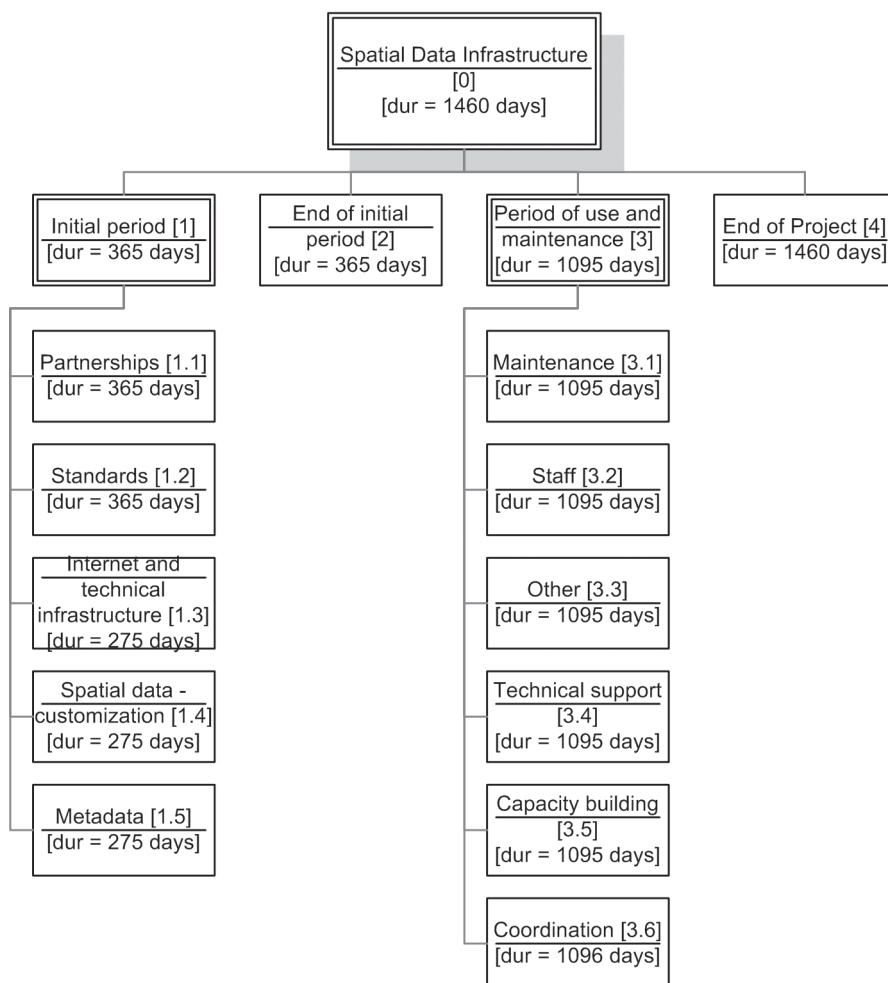 Spatial Data Infrastructure
[0]
[dur = 1460 days]
Initial period [1]
[dur = 365 days]
End of initial
period [2]
[dur = 365 days]
Period of use and
maintenance [3]
[dur = 1095 days]
End of Project [4]
[dur = 1460 days]
Partnerships [1.1]
[dur = 365 days]
Standards [1.2]
[dur = 365 days]
Internet and
technical
infrastructure [1.3]
[dur = 275 days]
Spatial data -
customization [1.4]
[dur = 275 days]
Metadata [1.5]
[dur = 275 days]
Maintenance [3.1]
[dur = 1095 days]
Staff [3.2]
[dur = 1095 days]
Other [3.3]
[dur = 1095 days]
Technical support
[3.4]
[dur = 1095 days]
Capacity building
[3.5]
[dur = 1095 days]
Coordination [3.6]
[dur = 1096 days]